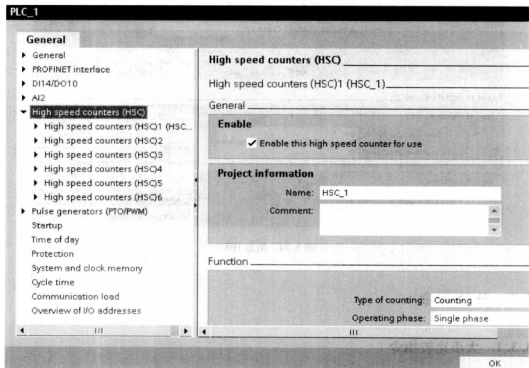 PLC_1
General
General
PROFINET interface
DI14/DO10
AI2
High speed counters (HSC)
High speed counters (HSC)1 (HSC...
High speed counters (HSC)2
High speed counters (HSC)3
High speed counters (HSC)4
High speed counters (HSC)5
High speed counters (HSC)6
Pulse generators (PTO/PWM)
Startup
Time of day
Protection
System and clock memory
Cycle time
Communication load
Overview of I/O addresses
High speed counters (HSC)
High speed counters (HSC)1 (HSC_1)
General
Enable
Enable this high speed counter for use
Project information
Name: HSC_1
Comment:
Function
Type of counting: Counting
Operating phase: Single phase
OK